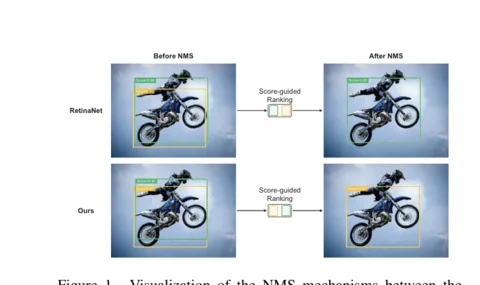 Before NMS
After NMS
RetinaNet
Score-guided
Ranking
Ours
Score-guided
Ranking
Figure 1. Visualization of the NMS mechanisms between the